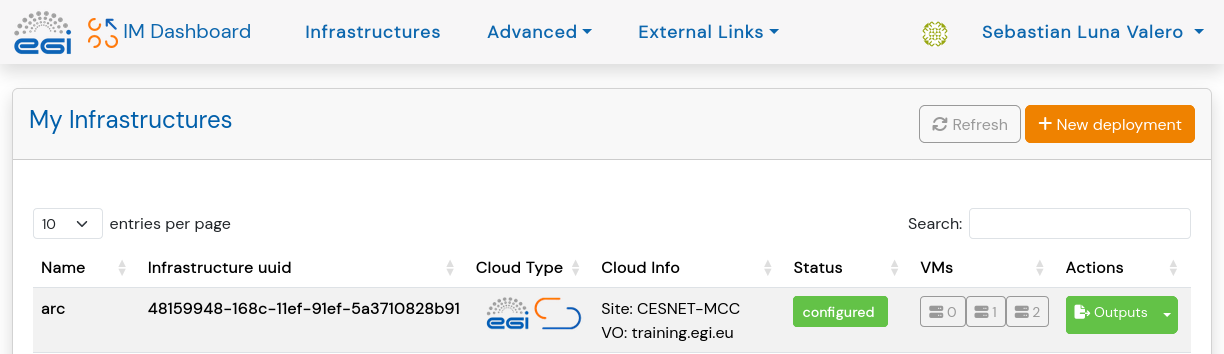 egi IM Dashboard Infrastructures Advanced External Links Sebastian Luna Valero
My Infrastructures Refresh + New deployment
10 entries per page Search:
Name Infrastructure uuid Cloud Type Cloud Info Status VMs Actions
arc 48159948-168c-11ef-91ef-5a3710828b91 egi Site: CESNET-MCC configured 0 1 2 Outputs
VO: training.egi.eu